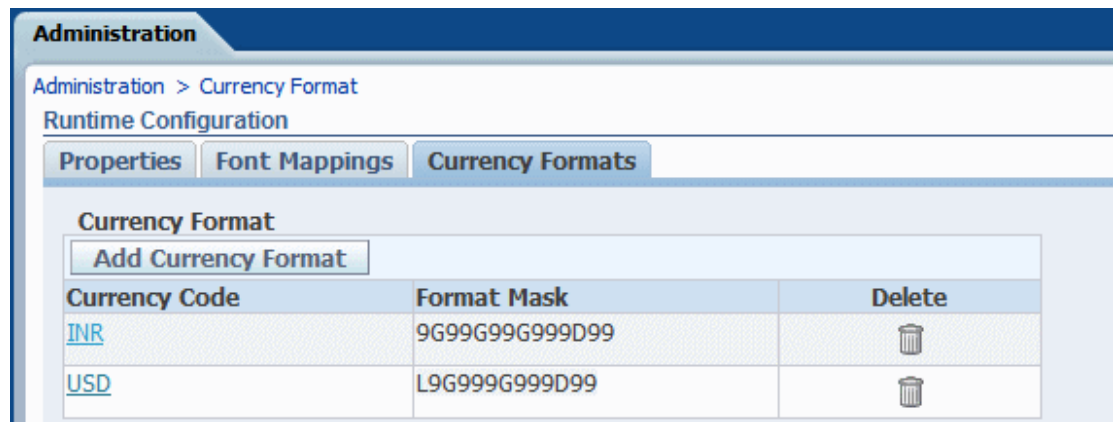 Administration
Administration > Currency Format
Runtime Configuration
Properties Font Mappings Currency Formats
Currency Format
Add Currency Format
Currency Code Format Mask Delete
INR 9G99G99G999D99
USD L9G999G999D99